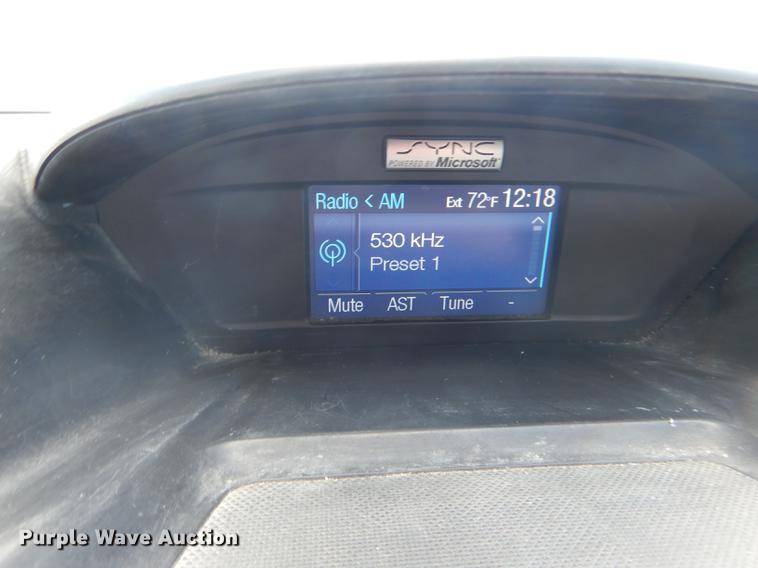 SYNC
POWERED BY Microsoft
Radio < AM Ext 72°F 12:18
530 kHz
Preset 1
Mute AST Tune -
Purple Wave Auction